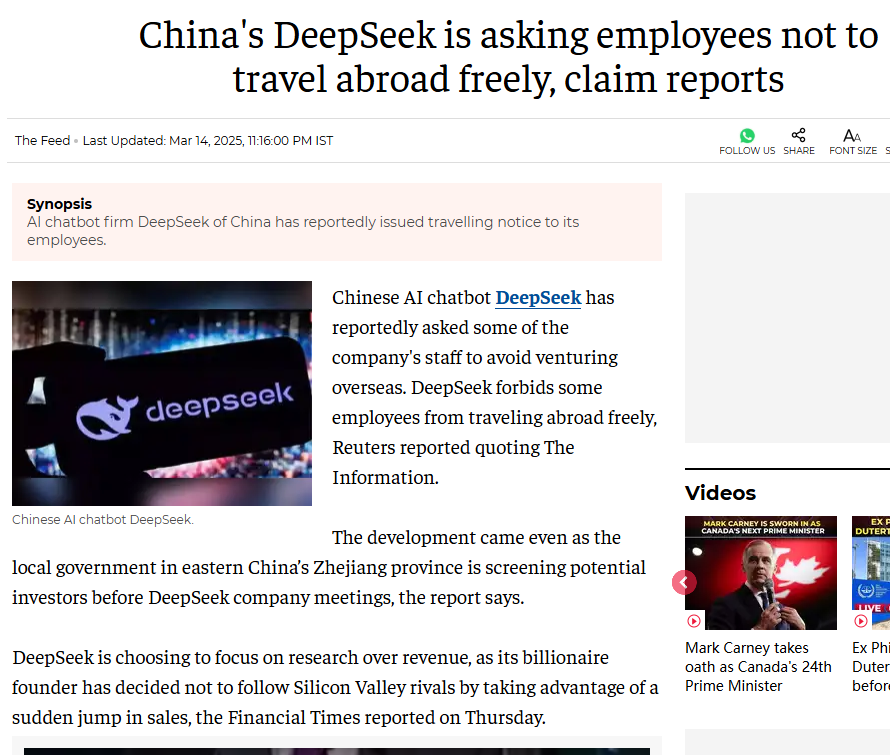 China's DeepSeek is asking employees not to
travel abroad freely, claim reports
The Feed • Last Updated: Mar 14, 2025, 11:16:00 PM IST
FOLLOW US
SHARE
FONT SIZE
S
Synopsis
AI chatbot firm DeepSeek of China has reportedly issued travelling notice to its
employees.
deepseek
Chinese AI chatbot DeepSeek.
Chinese AI chatbot DeepSeek has
reportedly asked some of the
company's staff to avoid venturing
overseas. DeepSeek forbids some
employees from traveling abroad freely,
Reuters reported quoting The
Information.
The development came even as the
local government in eastern China’s Zhejiang province is screening potential
investors before DeepSeek company meetings, the report says.
DeepSeek is choosing to focus on research over revenue, as its billionaire
founder has decided not to follow Silicon Valley rivals by taking advantage of a
sudden jump in sales, the Financial Times reported on Thursday.
Videos
MARK CARNEY IS SWORN IN AS
CANADA'S NEXT PRIME MINISTER
Mark Carney takes
oath as Canada's 24th
Prime Minister
EX P
DUTERT
LIVE
Ex Phi
Duter
befor